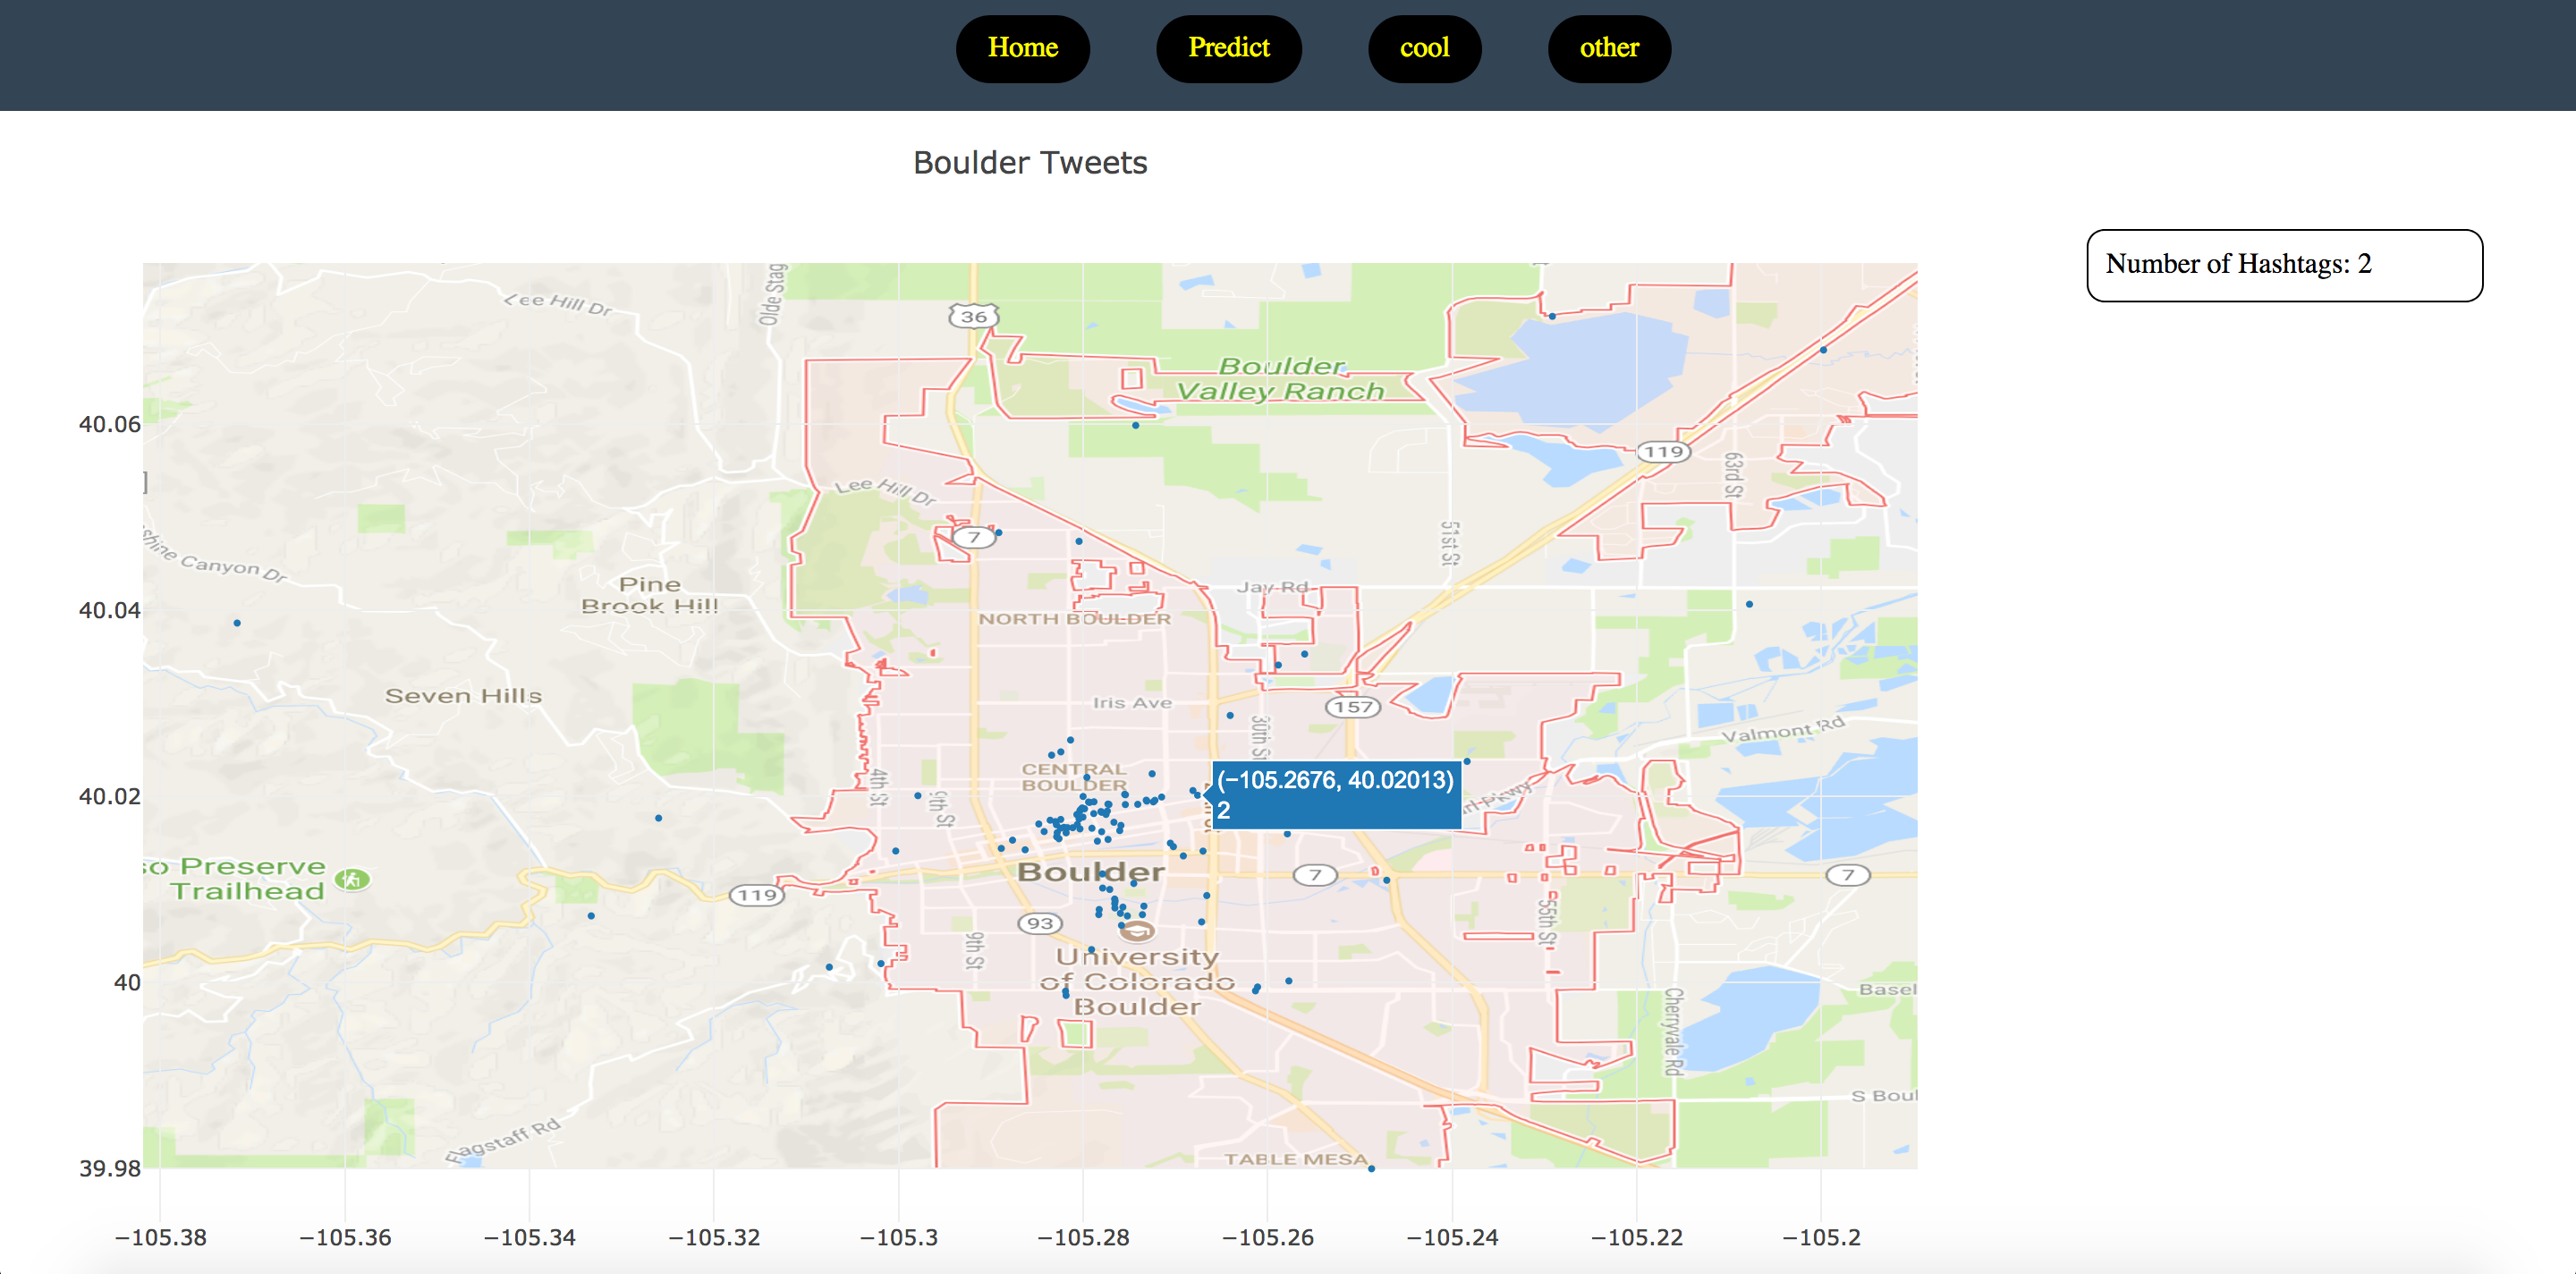 Home
Predict
cool
other
Boulder Tweets
Number of Hashtags: 2
Lee Hill Dr
Olde Stag
36
Boulder
Valley Ranch
40.06
119
63rd St
]
Lee Hill Dr
7
51st St
shine Canyon Dr
Pine
Brook Hill
Jay Rd
40.04
NORTH BOULDER
Seven Hills
Iris Ave
157
30th St
Valmont Rd
CENTRAL
BOULDER
4th St
9th St
40.02
(−105.2676, 40.02013)
2
Pkwy
so Preserve
Trailhead
Boulder
119
7
7
93
55th St
9th St
University
of Colorado
Boulder
40
Basel
Cherryvale Rd
S Boul
Flagstaff Rd
TABLE MESA
39.98
−105.38
−105.36
−105.34
−105.32
−105.3
−105.28
−105.26
−105.24
−105.22
−105.2